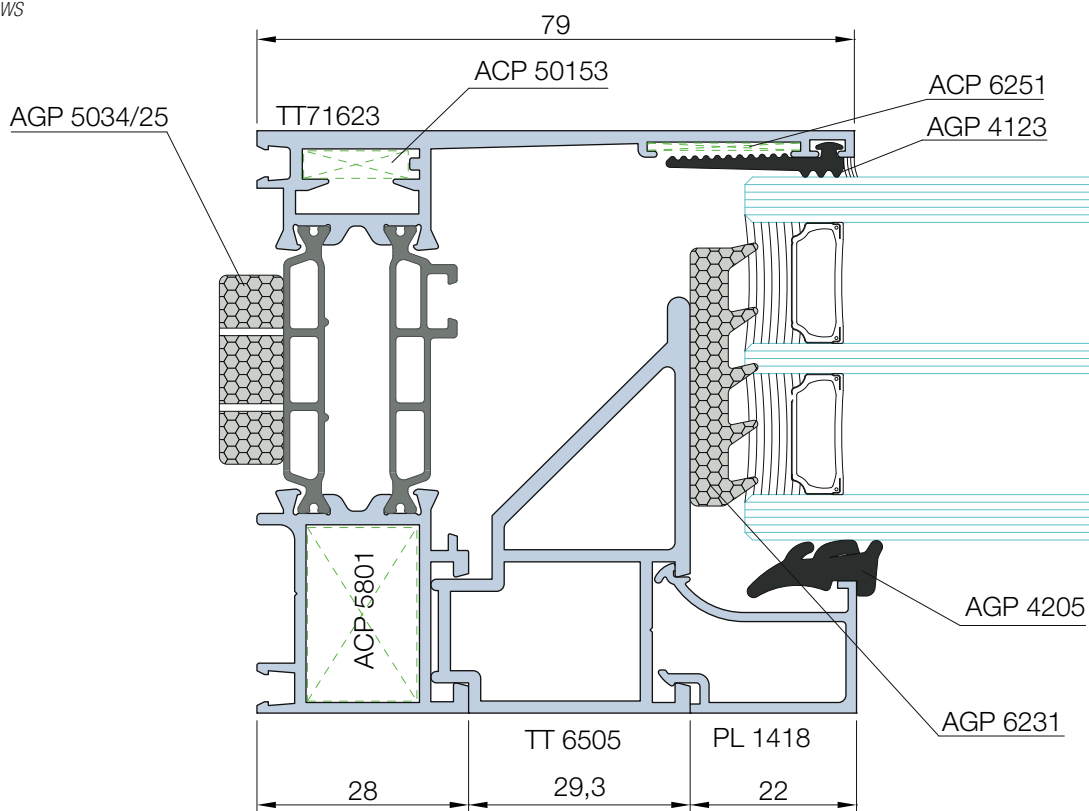 WS
79
ACP 50153
ACP 6251
AGP 5034/25
TT71623
AGP 4123
ACP 5801
AGP 4205
AGP 6231
TT 6505
PL 1418
28
29,3
22